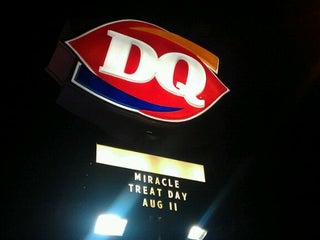 DQ
MIRACLE
TREAT DAY
AUG 11